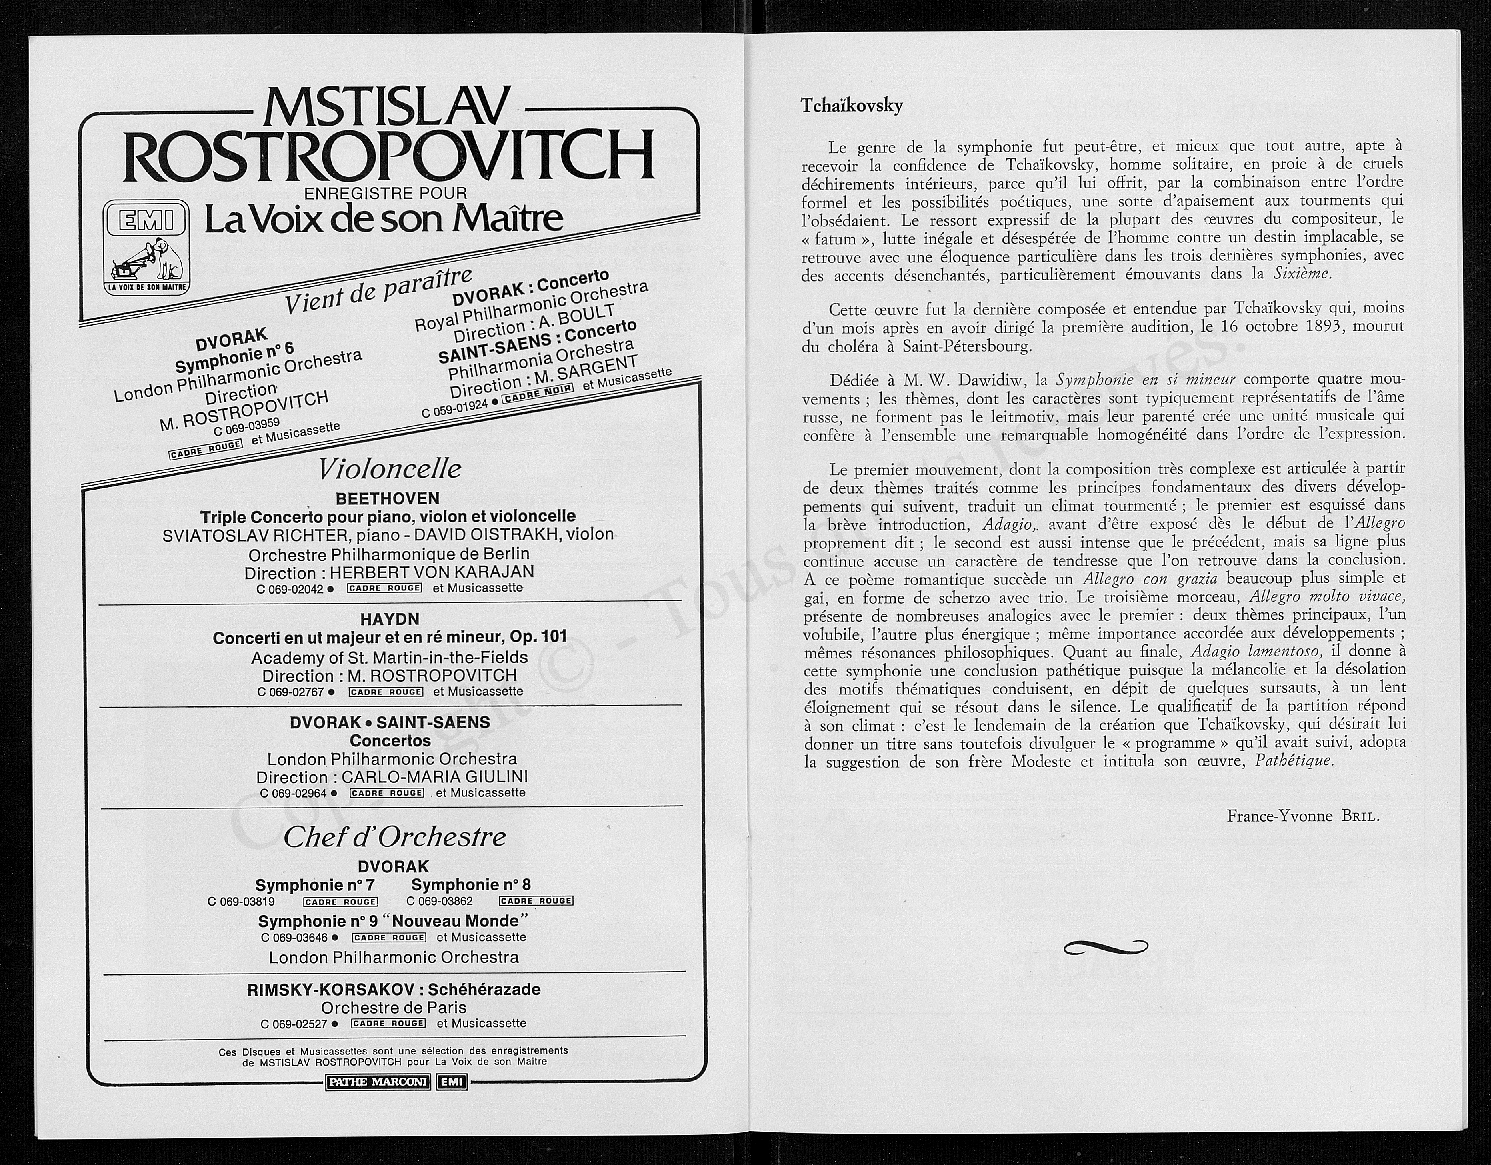 MSTISLAV
ROSTROPOVITCH
ENREGISTRE POUR
La Voix de son Maître
EMI
LA VOIX DE SON MAITRE
Vient de paraître
DVORAK
Symphonie n° 6
London Philharmonic Orchestra
Direction
M. ROSTROPOVITCH
C 069-03959
CADRE ROUGE et Musicassette
DVORAK : Concerto
Royal Philharmonic Orchestra
Direction : A. BOULT
SAINT-SAENS : Concerto
Philharmonia Orchestra
Direction : M. SARGENT
C 059-01924 • CADRE NOIR et Musicassette
Violoncelle
BEETHOVEN
Triple Concerto pour piano, violon et violoncelle
SVIATOSLAV RICHTER, piano - DAVID OISTRAKH, violon
Orchestre Philharmonique de Berlin
Direction : HERBERT VON KARAJAN
C 069-02042 • CADRE ROUGE et Musicassette
HAYDN
Concerti en ut majeur et en ré mineur, Op. 101
Academy of St. Martin-in-the-Fields
Direction : M. ROSTROPOVITCH
C 069-02767 • CADRE ROUGE et Musicassette
DVORAK • SAINT-SAENS
Concertos
London Philharmonic Orchestra
Direction : CARLO-MARIA GIULINI
C 069-02964 • CADRE ROUGE et Musicassette
Chef d'Orchestre
DVORAK
Symphonie n° 7 Symphonie n° 8
C 069-03819 CADRE ROUGE C 069-03862 CADRE ROUGE
Symphonie n° 9 "Nouveau Monde"
C 069-03646 • CADRE ROUGE et Musicassette
London Philharmonic Orchestra
RIMSKY-KORSAKOV : Schéhérazade
Orchestre de Paris
C 069-02527 • CADRE ROUGE et Musicassette
Ces Disques et Musicassettes sont une sélection des enregistrements
de MSTISLAV ROSTROPOVITCH pour La Voix de son Maître
PATHE MARCONI EMI
Tchaïkovsky
Le genre de la symphonie fut peut-être, et mieux que tout autre, apte à
recevoir la confidence de Tchaïkovsky, homme solitaire, en proie à de cruels
déchirements intérieurs, parce qu'il lui offrit, par la combinaison entre l'ordre
formel et les possibilités poétiques, une sorte d'apaisement aux tourments qui
l'obsédaient. Le ressort expressif de la plupart des œuvres du compositeur, le
« fatum », lutte inégale et désespérée de l'homme contre un destin implacable, se
retrouve avec une éloquence particulière dans les trois dernières symphonies, avec
des accents désenchantés, particulièrement émouvants dans la Sixième.
Cette œuvre fut la dernière composée et entendue par Tchaïkovsky qui, moins
d'un mois après en avoir dirigé la première audition, le 16 octobre 1893, mourut
du choléra à Saint-Pétersbourg.
Dédiée à M. W. Dawidiw, la Symphonie en si mineur comporte quatre mou-
vements ; les thèmes, dont les caractères sont typiquement représentatifs de l'âme
russe, ne forment pas le leitmotiv, mais leur parenté crée une unité musicale qui
confère à l'ensemble une remarquable homogénéité dans l'ordre de l'expression.
Le premier mouvement, dont la composition très complexe est articulée à partir
de deux thèmes traités comme les principes fondamentaux des divers dévelop-
pements qui suivent, traduit un climat tourmenté ; le premier est esquissé dans
la brève introduction, Adagio, avant d'être exposé dès le début de l'Allegro
proprement dit ; le second est aussi intense que le précédent, mais sa ligne plus
continue accuse un caractère de tendresse que l'on retrouve dans la conclusion.
A ce poème romantique succède un Allegro con grazia beaucoup plus simple et
gai, en forme de scherzo avec trio. Le troisième morceau, Allegro molto vivace,
présente de nombreuses analogies avec le premier : deux thèmes principaux, l'un
volubile, l'autre plus énergique ; même importance accordée aux développements ;
mêmes résonances philosophiques. Quant au finale, Adagio lamentoso, il donne à
cette symphonie une conclusion pathétique puisque la mélancolie et la désolation
des motifs thématiques conduisent, en dépit de quelques sursauts, à un lent
éloignement qui se résout dans le silence. Le qualificatif de la partition répond
à son climat : c'est le lendemain de la création que Tchaïkovsky, qui désirait lui
donner un titre sans toutefois divulguer le « programme » qu'il avait suivi, adopta
la suggestion de son frère Modeste et intitula son œuvre, Pathétique.
France-Yvonne BRIL.
Copyright © - Tous droits réservés.